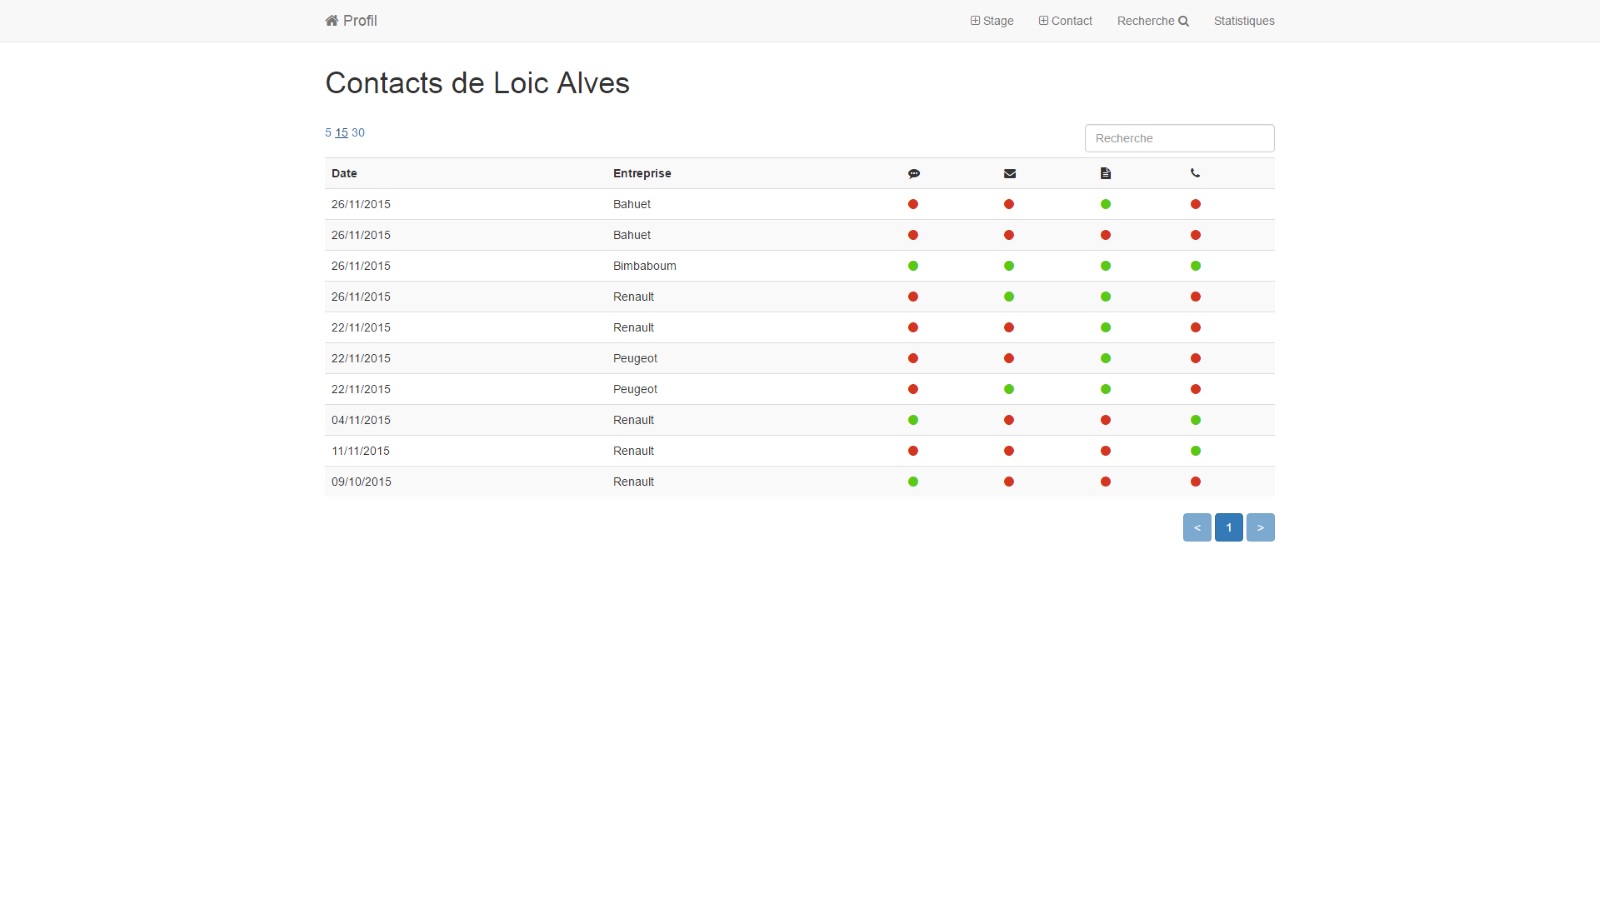 Profil Stage Contact Recherche Statistiques
Contacts de Loic Alves
5 15 30 Recherche
Date Entreprise
26/11/2015 Bahuet
26/11/2015 Bahuet
26/11/2015 Bimbaboum
26/11/2015 Renault
22/11/2015 Renault
22/11/2015 Peugeot
22/11/2015 Peugeot
04/11/2015 Renault
11/11/2015 Renault
09/10/2015 Renault
< 1 >